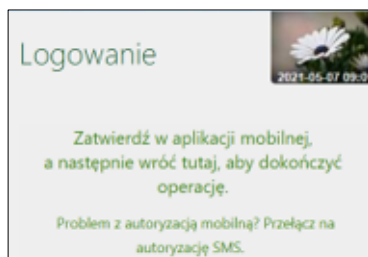 Logowanie
2021-05-07 09:0
Zatwierdź w aplikacji mobilnej,
a następnie wróć tutaj, aby dokończyć
operację.
Problem z autoryzacją mobilną? Przełącz na
autoryzację SMS.